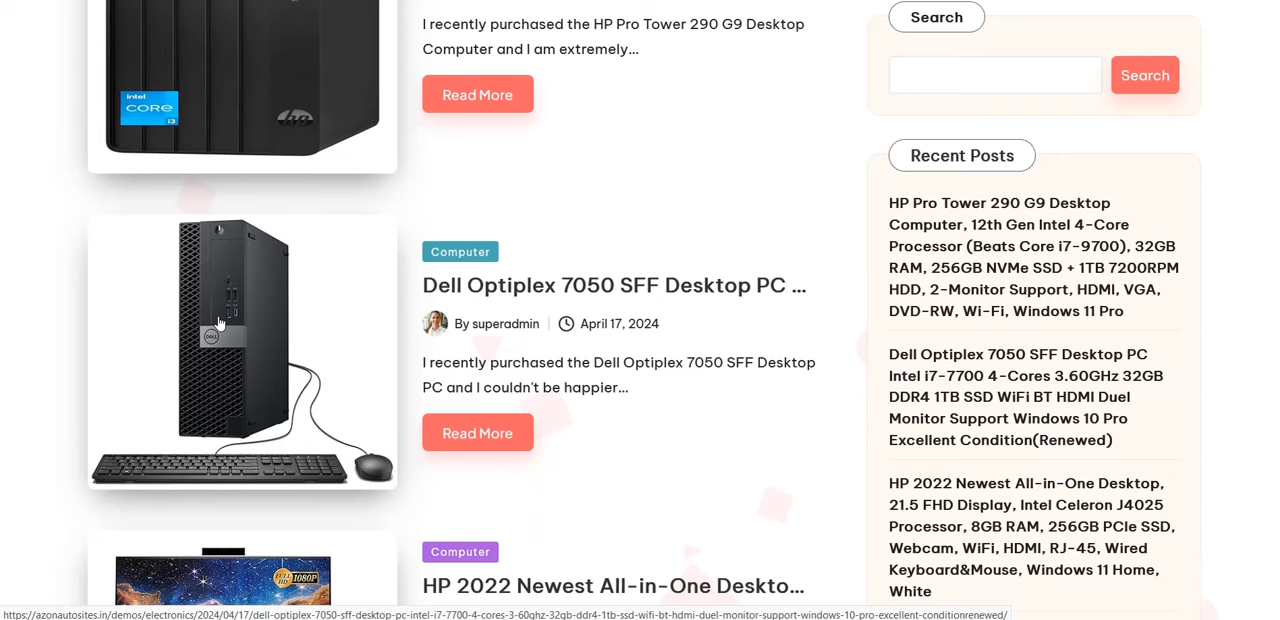 I recently purchased the HP Pro Tower 290 G9 Desktop
Computer and I am extremely...
Read More
intel
CORE
i3
hp
Computer
Dell Optiplex 7050 SFF Desktop PC ...
By superadmin
April 17, 2024
I recently purchased the Dell Optiplex 7050 SFF Desktop
PC and I couldn't be happier...
Read More
DELL
Computer
HP 2022 Newest All-in-One Deskto...
FULL HD 1080P
Search
Search
Recent Posts
HP Pro Tower 290 G9 Desktop
Computer, 12th Gen Intel 4-Core
Processor (Beats Core i7-9700), 32GB
RAM, 256GB NVMe SSD + 1TB 7200RPM
HDD, 2-Monitor Support, HDMI, VGA,
DVD-RW, Wi-Fi, Windows 11 Pro
Dell Optiplex 7050 SFF Desktop PC
Intel i7-7700 4-Cores 3.60GHz 32GB
DDR4 1TB SSD WiFi BT HDMI Duel
Monitor Support Windows 10 Pro
Excellent Condition(Renewed)
HP 2022 Newest All-in-One Desktop,
21.5 FHD Display, Intel Celeron J4025
Processor, 8GB RAM, 256GB PCIe SSD,
Webcam, WiFi, HDMI, RJ-45, Wired
Keyboard&Mouse, Windows 11 Home,
White
https://azonautosites.in/demos/electronics/2024/04/17/dell-optiplex-7050-sff-desktop-pc-intel-i7-7700-4-cores-3-60ghz-32gb-ddr4-1tb-ssd-wifi-bt-hdmi-duel-monitor-support-windows-10-pro-excellent-conditionrenewed/